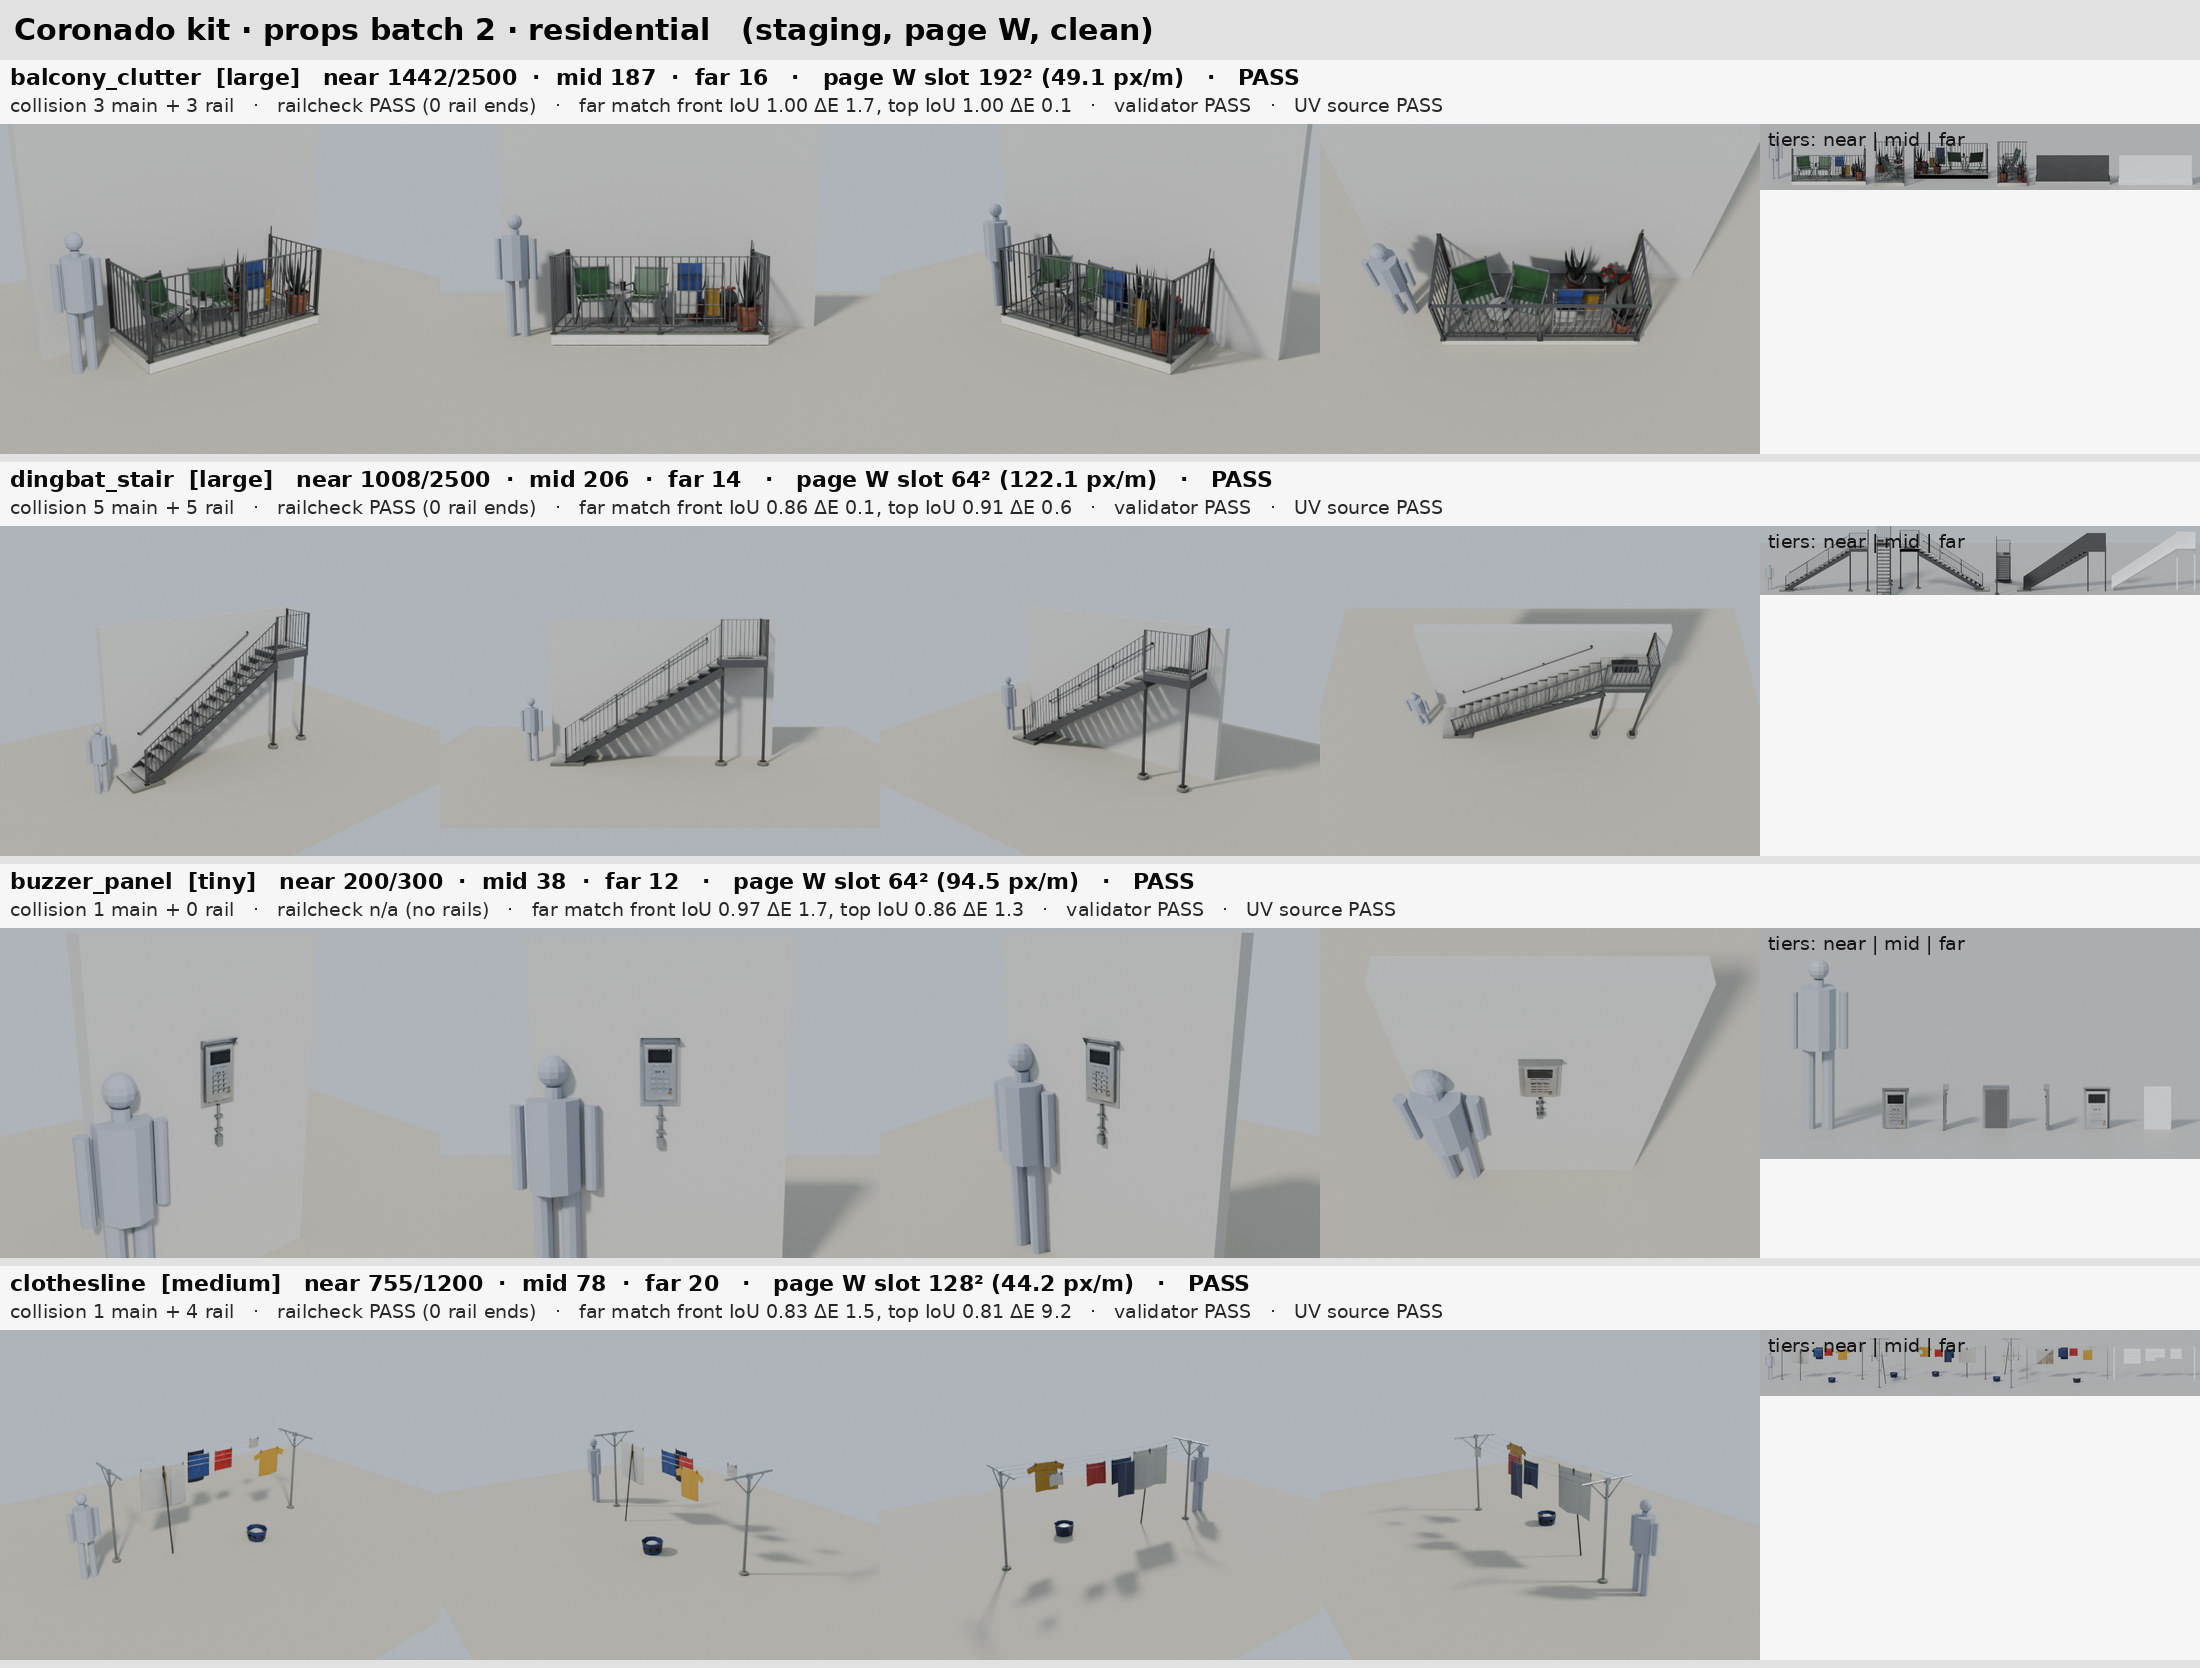 Coronado kit · props batch 2 · residential (staging, page W, clean)
balcony_clutter [large] near 1442/2500 · mid 187 · far 16 · page W slot 192² (49.1 px/m) · PASS
collision 3 main + 3 rail · railcheck PASS (0 rail ends) · far match front IoU 1.00 ΔE 1.7, top IoU 1.00 ΔE 0.1 · validator PASS · UV source PASS
tiers: near | mid | far
dingbat_stair [large] near 1008/2500 · mid 206 · far 14 · page W slot 64² (122.1 px/m) · PASS
collision 5 main + 5 rail · railcheck PASS (0 rail ends) · far match front IoU 0.86 ΔE 0.1, top IoU 0.91 ΔE 0.6 · validator PASS · UV source PASS
tiers: near | mid | far
buzzer_panel [tiny] near 200/300 · mid 38 · far 12 · page W slot 64² (94.5 px/m) · PASS
collision 1 main + 0 rail · railcheck n/a (no rails) · far match front IoU 0.97 ΔE 1.7, top IoU 0.86 ΔE 1.3 · validator PASS · UV source PASS
tiers: near | mid | far
clothesline [medium] near 755/1200 · mid 78 · far 20 · page W slot 128² (44.2 px/m) · PASS
collision 1 main + 4 rail · railcheck PASS (0 rail ends) · far match front IoU 0.83 ΔE 1.5, top IoU 0.81 ΔE 9.2 · validator PASS · UV source PASS
tiers: near | mid | far